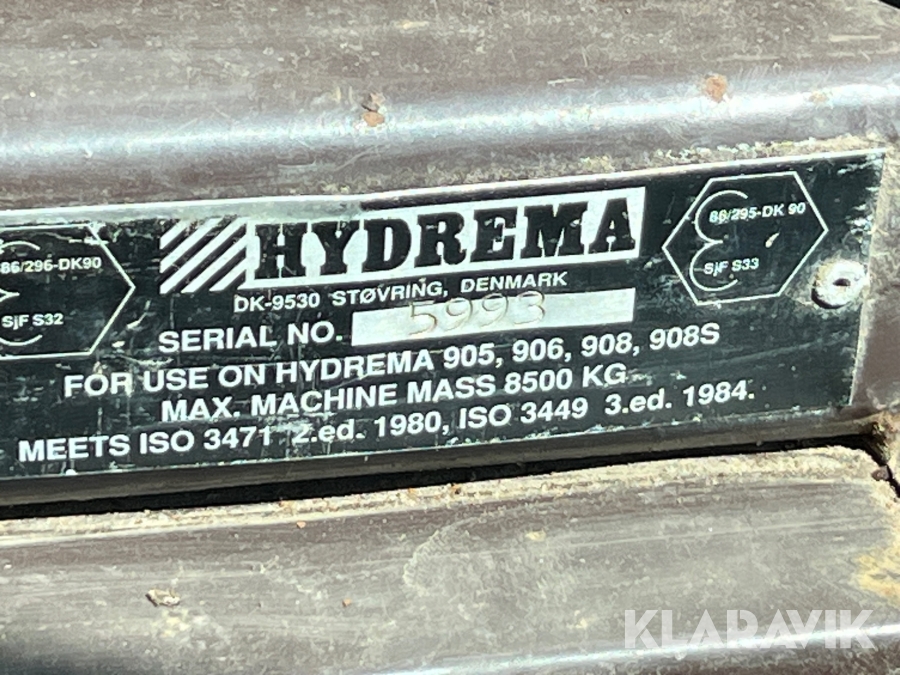 HYDREMA
86/295-DK 90
SjF S33
86/296-DK90
SjF S32
DK-9530 STØVRING, DENMARK
SERIAL NO. 5993
FOR USE ON HYDREMA 905, 906, 908, 908S
MAX. MACHINE MASS 8500 KG
MEETS ISO 3471 2.ed. 1980, ISO 3449 3.ed. 1984.
KLARAVIK